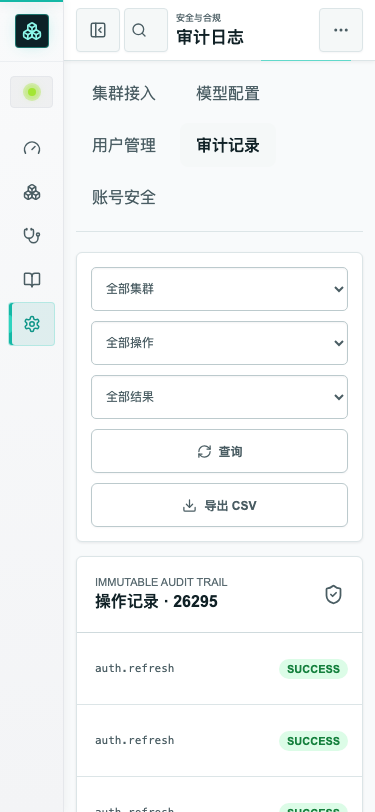 安全与合规
审计日志
集群接入
模型配置
用户管理
审计记录
账号安全
全部集群
全部操作
全部结果
查询
导出 CSV
IMMUTABLE AUDIT TRAIL
操作记录 · 26295
auth.refresh
SUCCESS
auth.refresh
SUCCESS
auth.refresh
SUCCESS